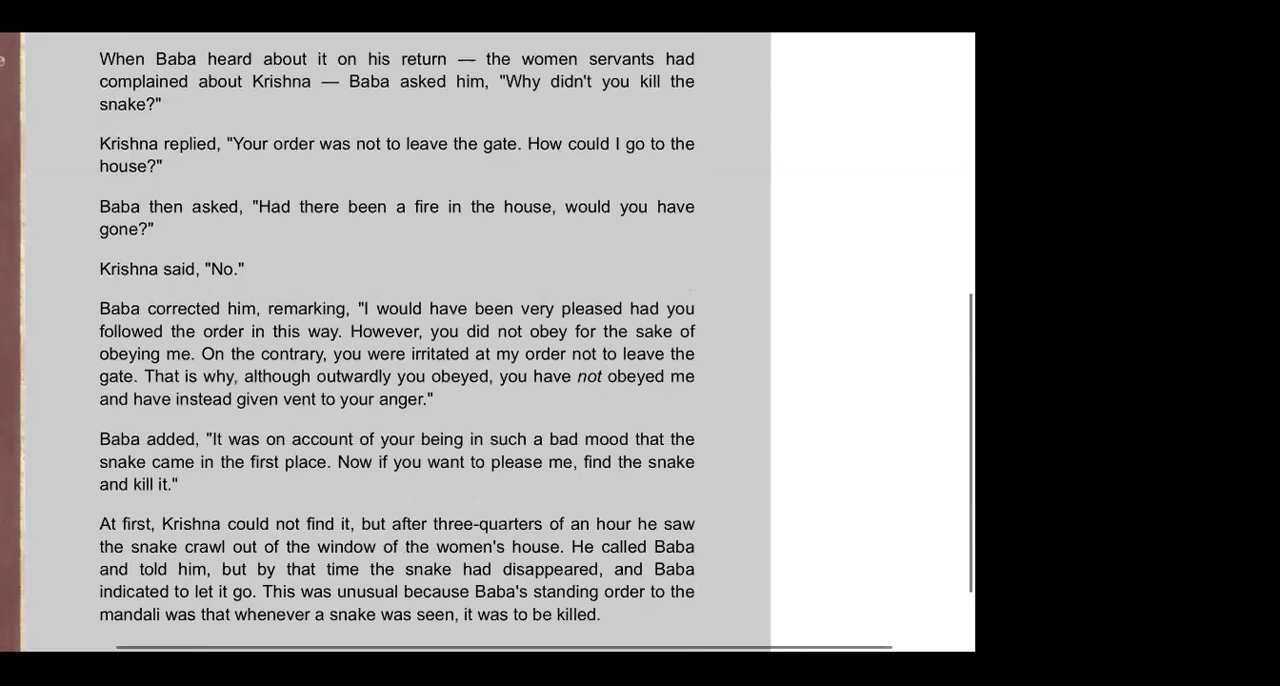 When Baba heard about it on his return — the women servants had
complained about Krishna — Baba asked him, "Why didn't you kill the
snake?"
Krishna replied, "Your order was not to leave the gate. How could I go to the
house?"
Baba then asked, "Had there been a fire in the house, would you have
gone?"
Krishna said, "No."
Baba corrected him, remarking, "I would have been very pleased had you
followed the order in this way. However, you did not obey for the sake of
obeying me. On the contrary, you were irritated at my order not to leave the
gate. That is why, although outwardly you obeyed, you have not obeyed me
and have instead given vent to your anger."
Baba added, "It was on account of your being in such a bad mood that the
snake came in the first place. Now if you want to please me, find the snake
and kill it."
At first, Krishna could not find it, but after three-quarters of an hour he saw
the snake crawl out of the window of the women's house. He called Baba
and told him, but by that time the snake had disappeared, and Baba
indicated to let it go. This was unusual because Baba's standing order to the
mandali was that whenever a snake was seen, it was to be killed.